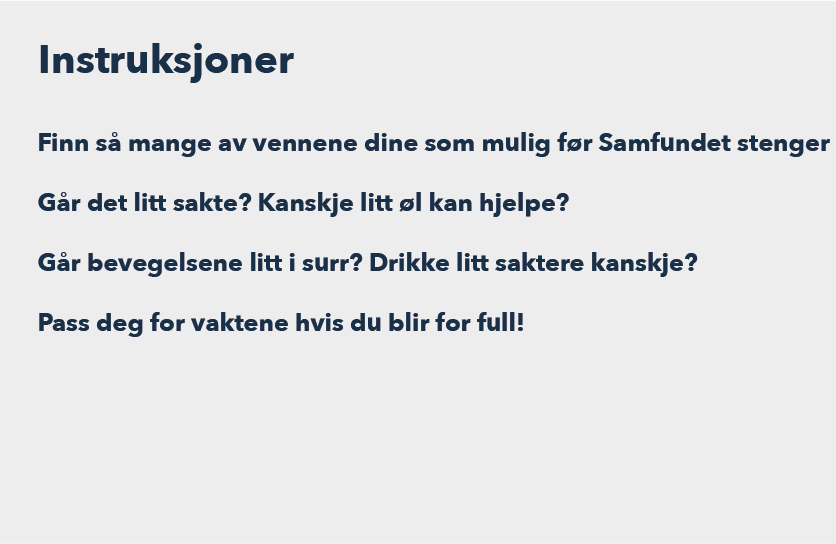 Instruksjoner
Finn så mange av vennene dine som mulig før Samfundet stenger
Går det litt sakte? Kanskje litt øl kan hjelpe?
Går bevegelsene litt i surr? Drikke litt saktere kanskje?
Pass deg for vaktene hvis du blir for full!